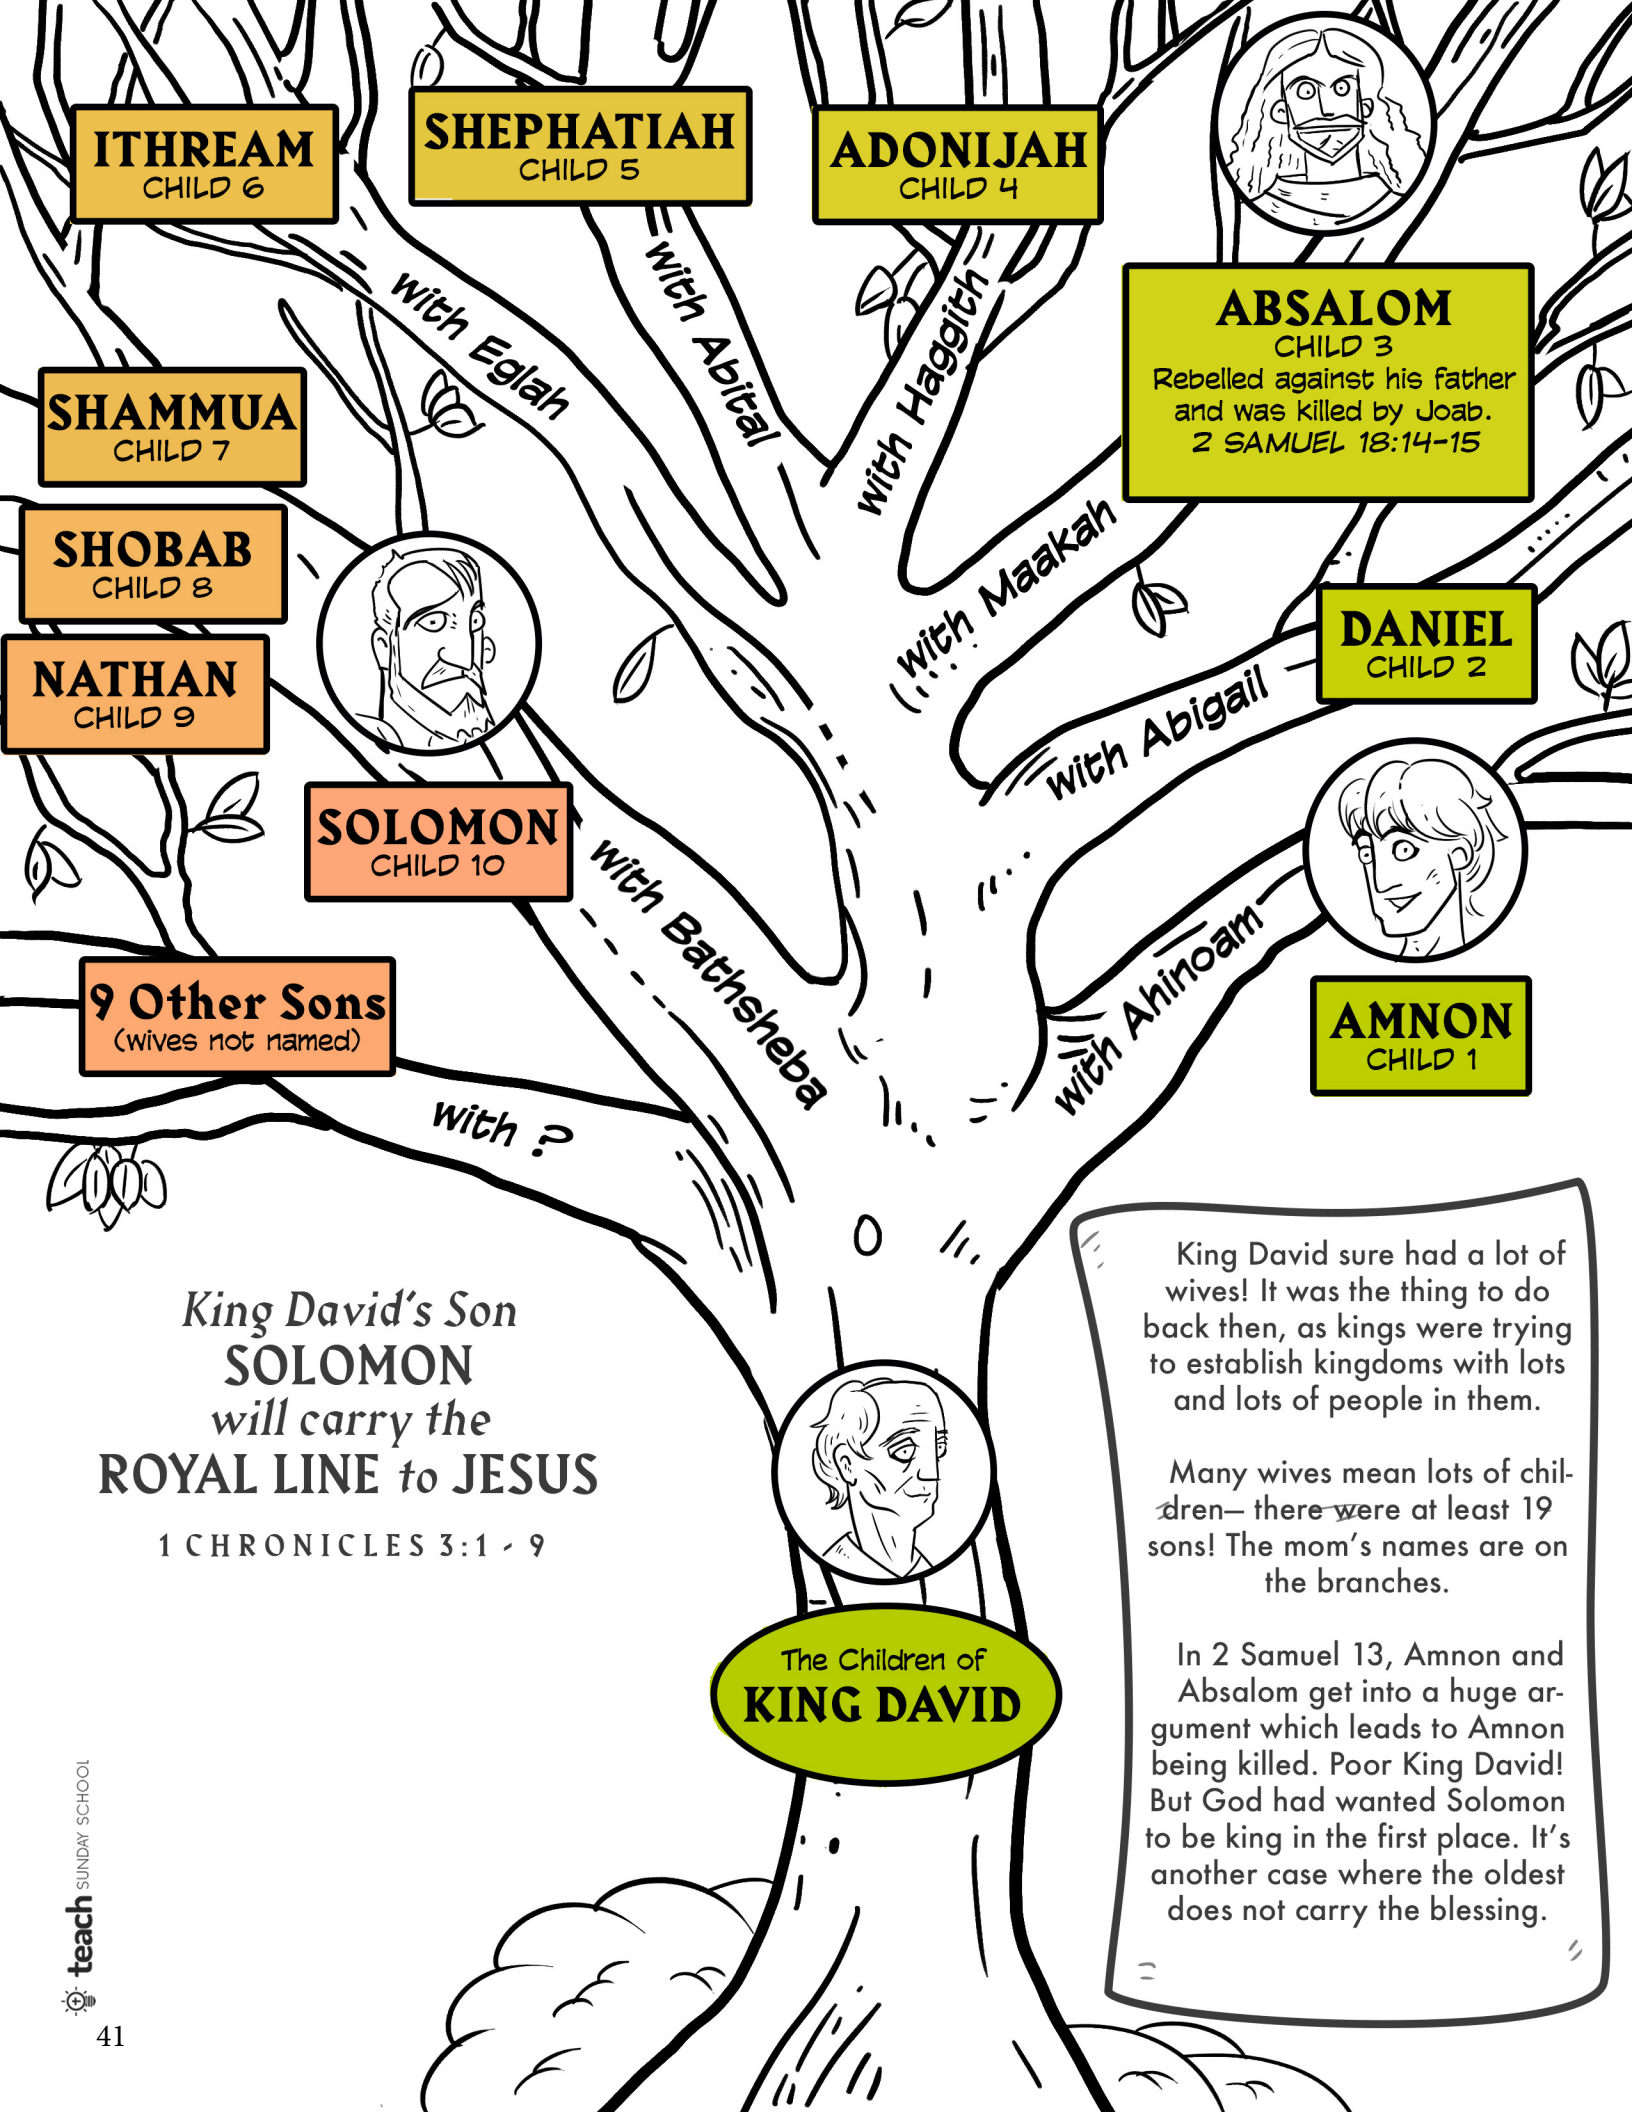 ITHREAM
CHILD 6
SHEPHATIAH
CHILD 5
ADONIJAH
CHILD 4
ABSALOM
CHILD 3
Rebelled against his father
and was killed by Joab.
2 SAMUEL 18:14-15
SHAMMUA
CHILD 7
SHOBAB
CHILD 8
NATHAN
CHILD 9
SOLOMON
CHILD 10
9 Other Sons
(wives not named)
DANIEL
CHILD 2
AMNON
CHILD 1
with Eglah
with Abital
with Haggith
with Maakah
with Abigail
with Ahinoam
with Bathsheba
with ?
King David's Son
SOLOMON
will carry the
ROYAL LINE to JESUS
1 CHRONICLES 3:1 - 9
The Children of
KING DAVID
King David sure had a lot of
wives! It was the thing to do
back then, as kings were trying
to establish kingdoms with lots
and lots of people in them.
Many wives mean lots of chil-
dren— there were at least 19
sons! The mom's names are on
the branches.
In 2 Samuel 13, Amnon and
Absalom get into a huge ar-
gument which leads to Amnon
being killed. Poor King David!
But God had wanted Solomon
to be king in the first place. It's
another case where the oldest
does not carry the blessing.
teach SUNDAY SCHOOL
41